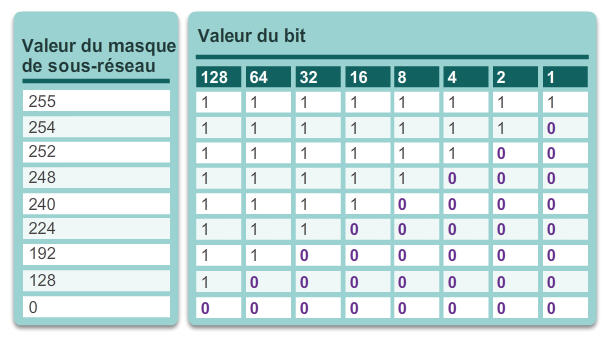 Valeur du masque
de sous-réseau
Valeur du bit
128 64 32 16 8 4 2 1
255 1 1 1 1 1 1 1 1
254 1 1 1 1 1 1 1 0
252 1 1 1 1 1 1 0 0
248 1 1 1 1 1 0 0 0
240 1 1 1 1 0 0 0 0
224 1 1 1 0 0 0 0 0
192 1 1 0 0 0 0 0 0
128 1 0 0 0 0 0 0 0
0 0 0 0 0 0 0 0 0